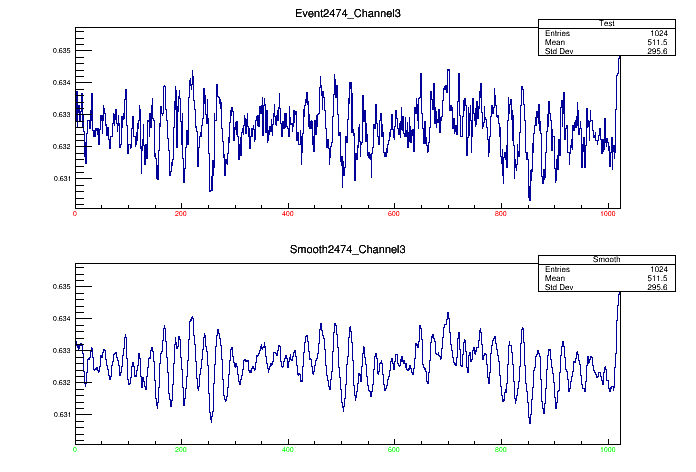 Event2474_Channel3
Test
Entries 1024
Mean 511.5
Std Dev 295.6
0.635
0.634
0.633
0.632
0.631
0 200 400 600 800 1000
Smooth2474_Channel3
Smooth
Entries 1024
Mean 511.5
Std Dev 295.6
0.635
0.634
0.633
0.632
0.631
0 200 400 600 800 1000